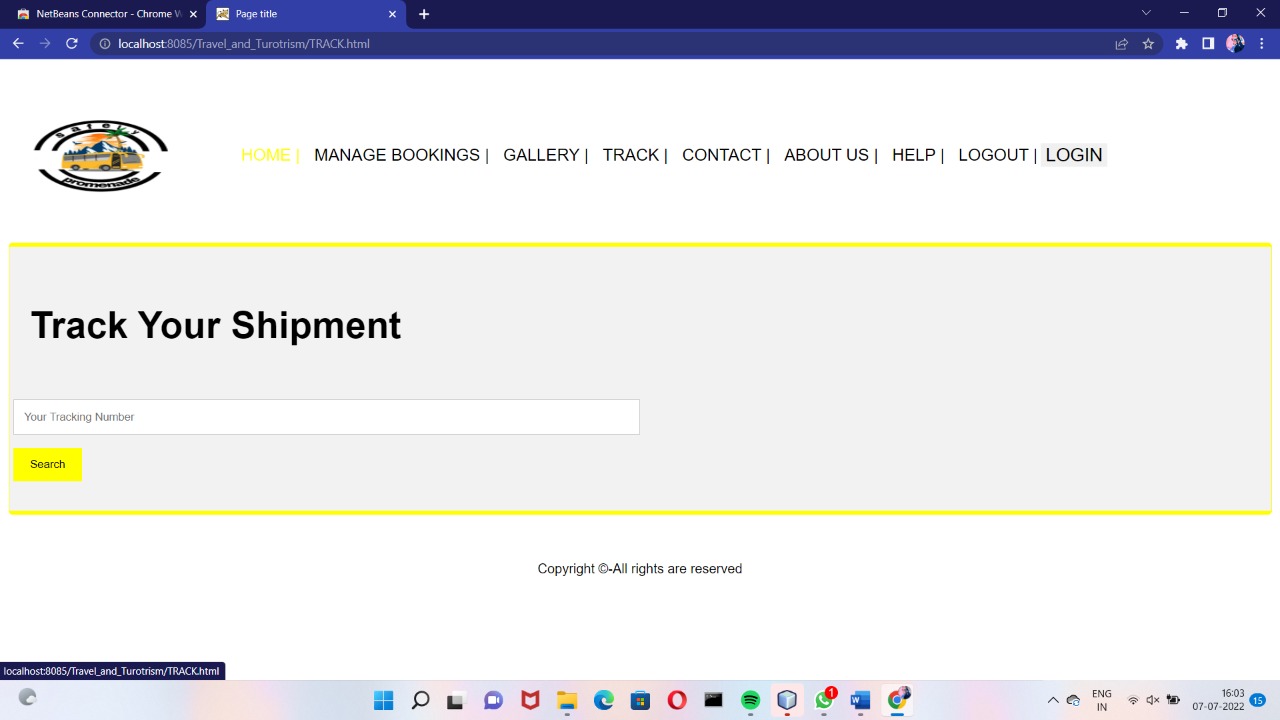 NetBeans Connector - Chrome W
Page title
localhost:8085/Travel_and_Turotrism/TRACK.html
safety
promenade
HOME | MANAGE BOOKINGS | GALLERY | TRACK | CONTACT | ABOUT US | HELP | LOGOUT | LOGIN
Track Your Shipment
Your Tracking Number
Search
Copyright ©-All rights are reserved
localhost:8085/Travel_and_Turotrism/TRACK.html
1
W
ENG
IN
16:03
07-07-2022
15